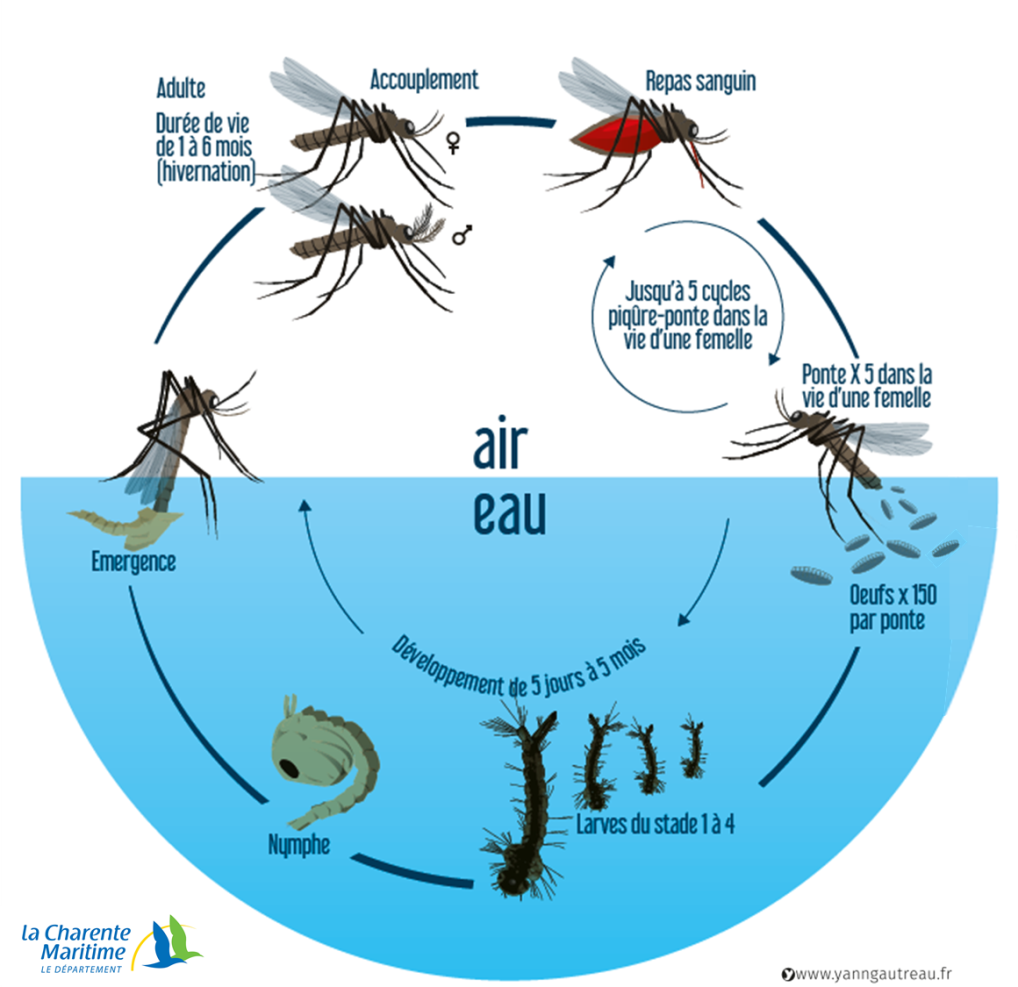 Adulte
Durée de vie
de 1 à 6 mois
(hivernation)
Accouplement
♀
♂
Repas sanguin
Jusqu'à 5 cycles
piqûre-ponte dans la
vie d'une femelle
Ponte X 5 dans la
vie d'une femelle
air
eau
Emergence
Oeufs x 150
par ponte
Développement de 5 jours à 5 mois
Larves du stade 1 à 4
Nymphe
la Charente
Maritime
LE DÉPARTEMENT
www.yanngautreau.fr